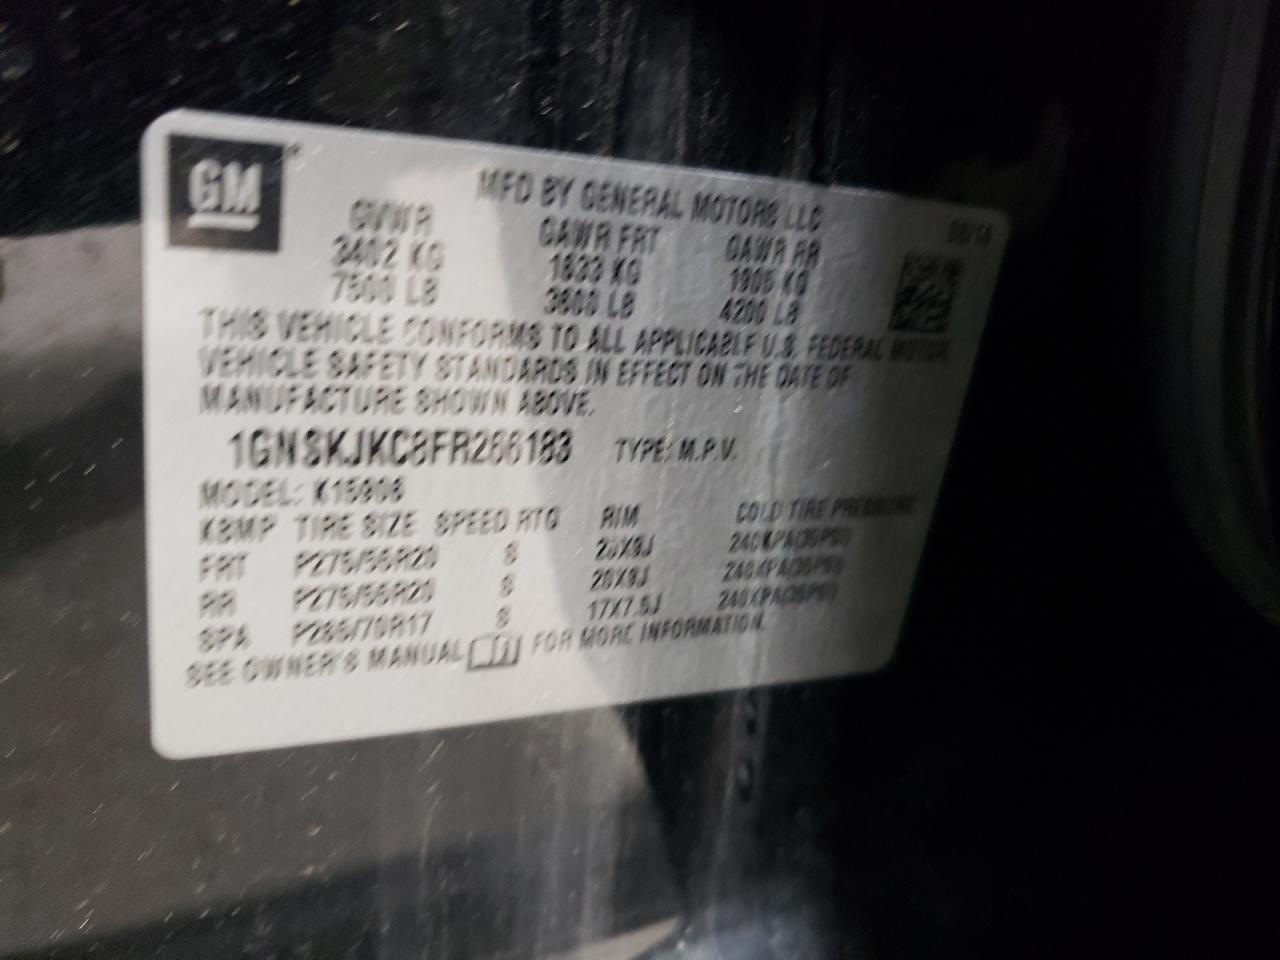 GM
MFD BY GENERAL MOTORS LLC
GVWR GAWR FRT GAWR RR
3402 KG 1633 KG 1905 KG
7500 LB 3600 LB 4200 LB
THIS VEHICLE CONFORMS TO ALL APPLICABLE U.S. FEDERAL MOTOR
VEHICLE SAFETY STANDARDS IN EFFECT ON THE DATE OF
MANUFACTURE SHOWN ABOVE.
TYPE: M.P.V.
MODEL: K15906
TIRE SIZE SPEED RTG RIM COLD TIRE PRESSURE
FRT P275/55R20 S 20X9J 240KPA(35PSI)
RR P275/55R20 S 20X9J 240KPA(35PSI)
SPA P265/70R17 S 17X7.5J 240KPA(35PSI)
SEE OWNER'S MANUAL FOR MORE INFORMATION.